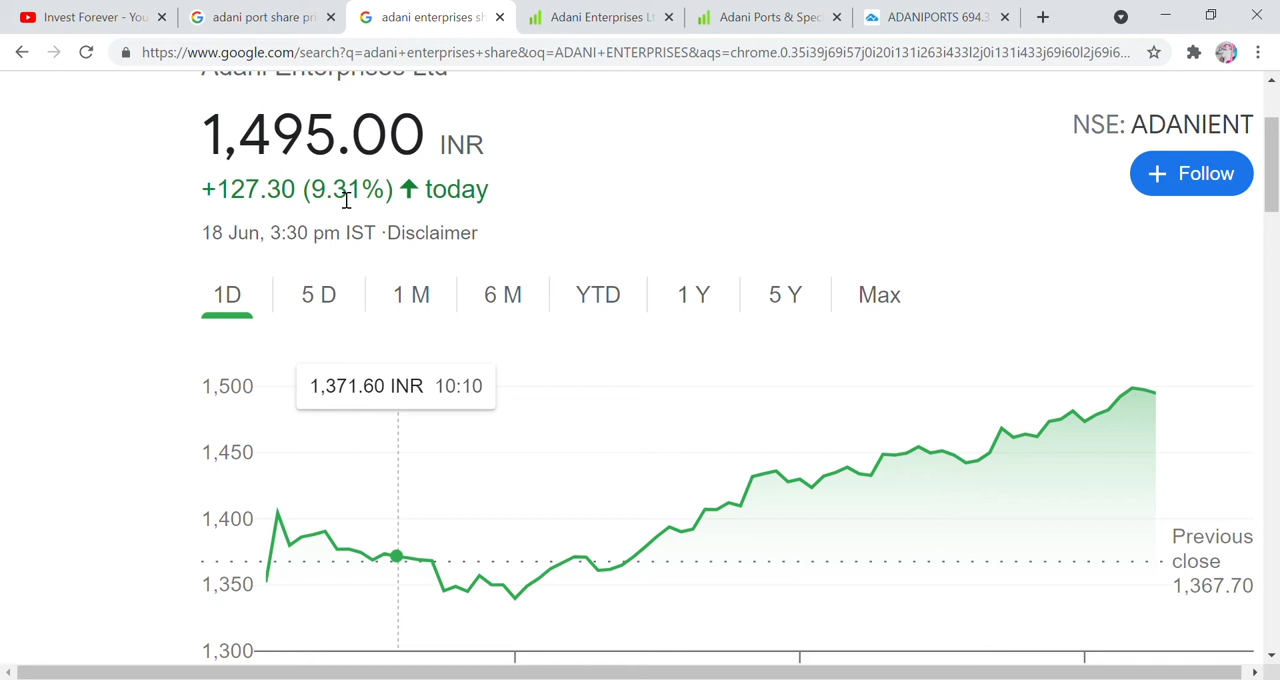 Invest Forever - You
adani port share pri
adani enterprises sh
Adani Enterprises Lt
Adani Ports & Spec
ADANIPORTS 694.3
https://www.google.com/search?q=adani+enterprises+share&oq=ADANI+ENTERPRISES&aqs=chrome.0.35i39j69i57j0i20i131i263i433l2j0i131i433j69i60l2j69i6...
Adani Enterprises Ltd
1,495.00 INR
NSE: ADANIENT
+ Follow
+127.30 (9.31%) ↑ today
18 Jun, 3:30 pm IST ·Disclaimer
1D 5 D 1 M 6 M YTD 1 Y 5 Y Max
1,371.60 INR 10:10
1,500
1,450
1,400
1,350
1,300
Previous
close
1,367.70